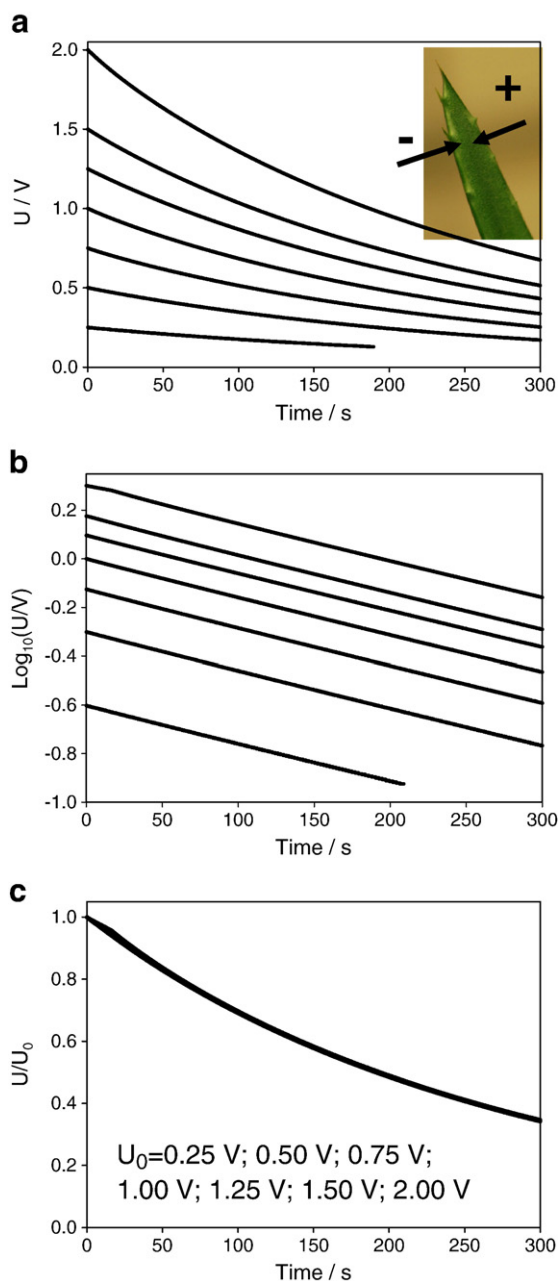 a
2.0
1.5
1.0
0.5
0.0
U / V
+
-
0 50 100 150 200 250 300
Time / s
b
0.2
0.0
-0.2
-0.4
-0.6
-0.8
-1.0
Log₁₀(U/V)
0 50 100 150 200 250 300
Time / s
c
1.0
0.8
0.6
0.4
0.2
0.0
U/U₀
U₀=0.25 V; 0.50 V; 0.75 V;
1.00 V; 1.25 V; 1.50 V; 2.00 V
0 50 100 150 200 250 300
Time / s